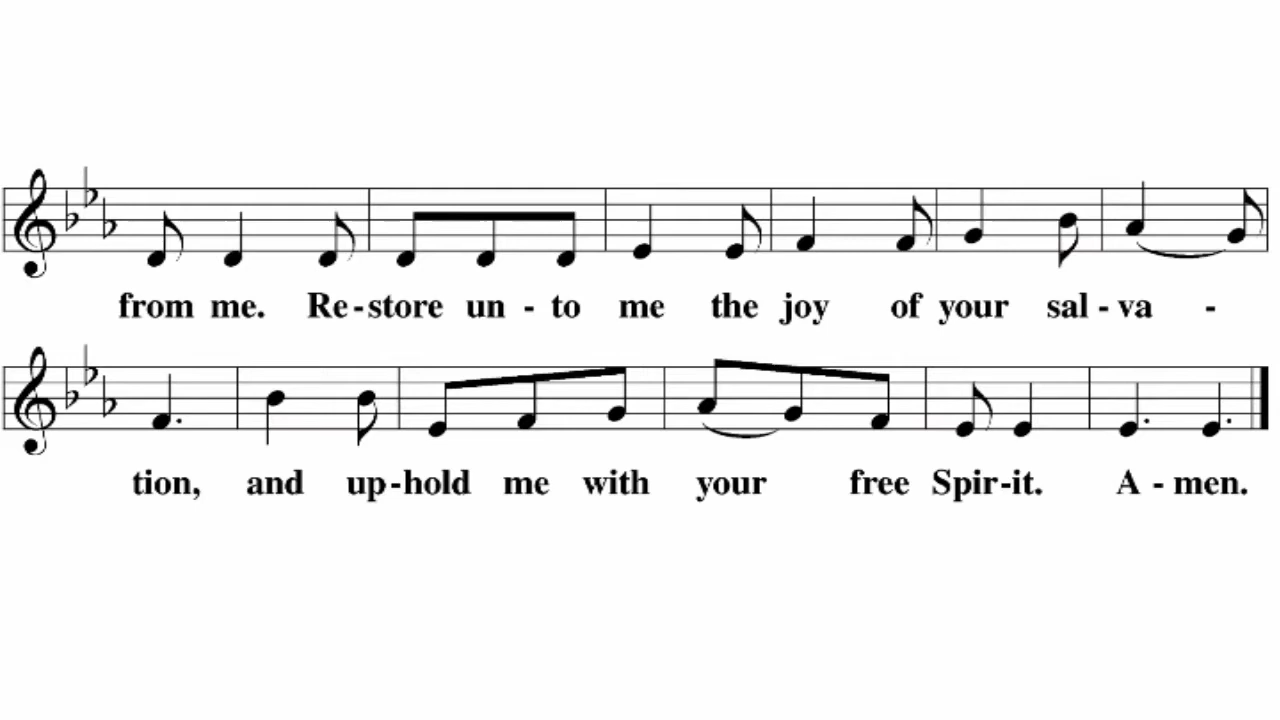 from me. Re-store un - to me the joy of your sal - va -
tion, and up-hold me with your free Spir-it. A - men.